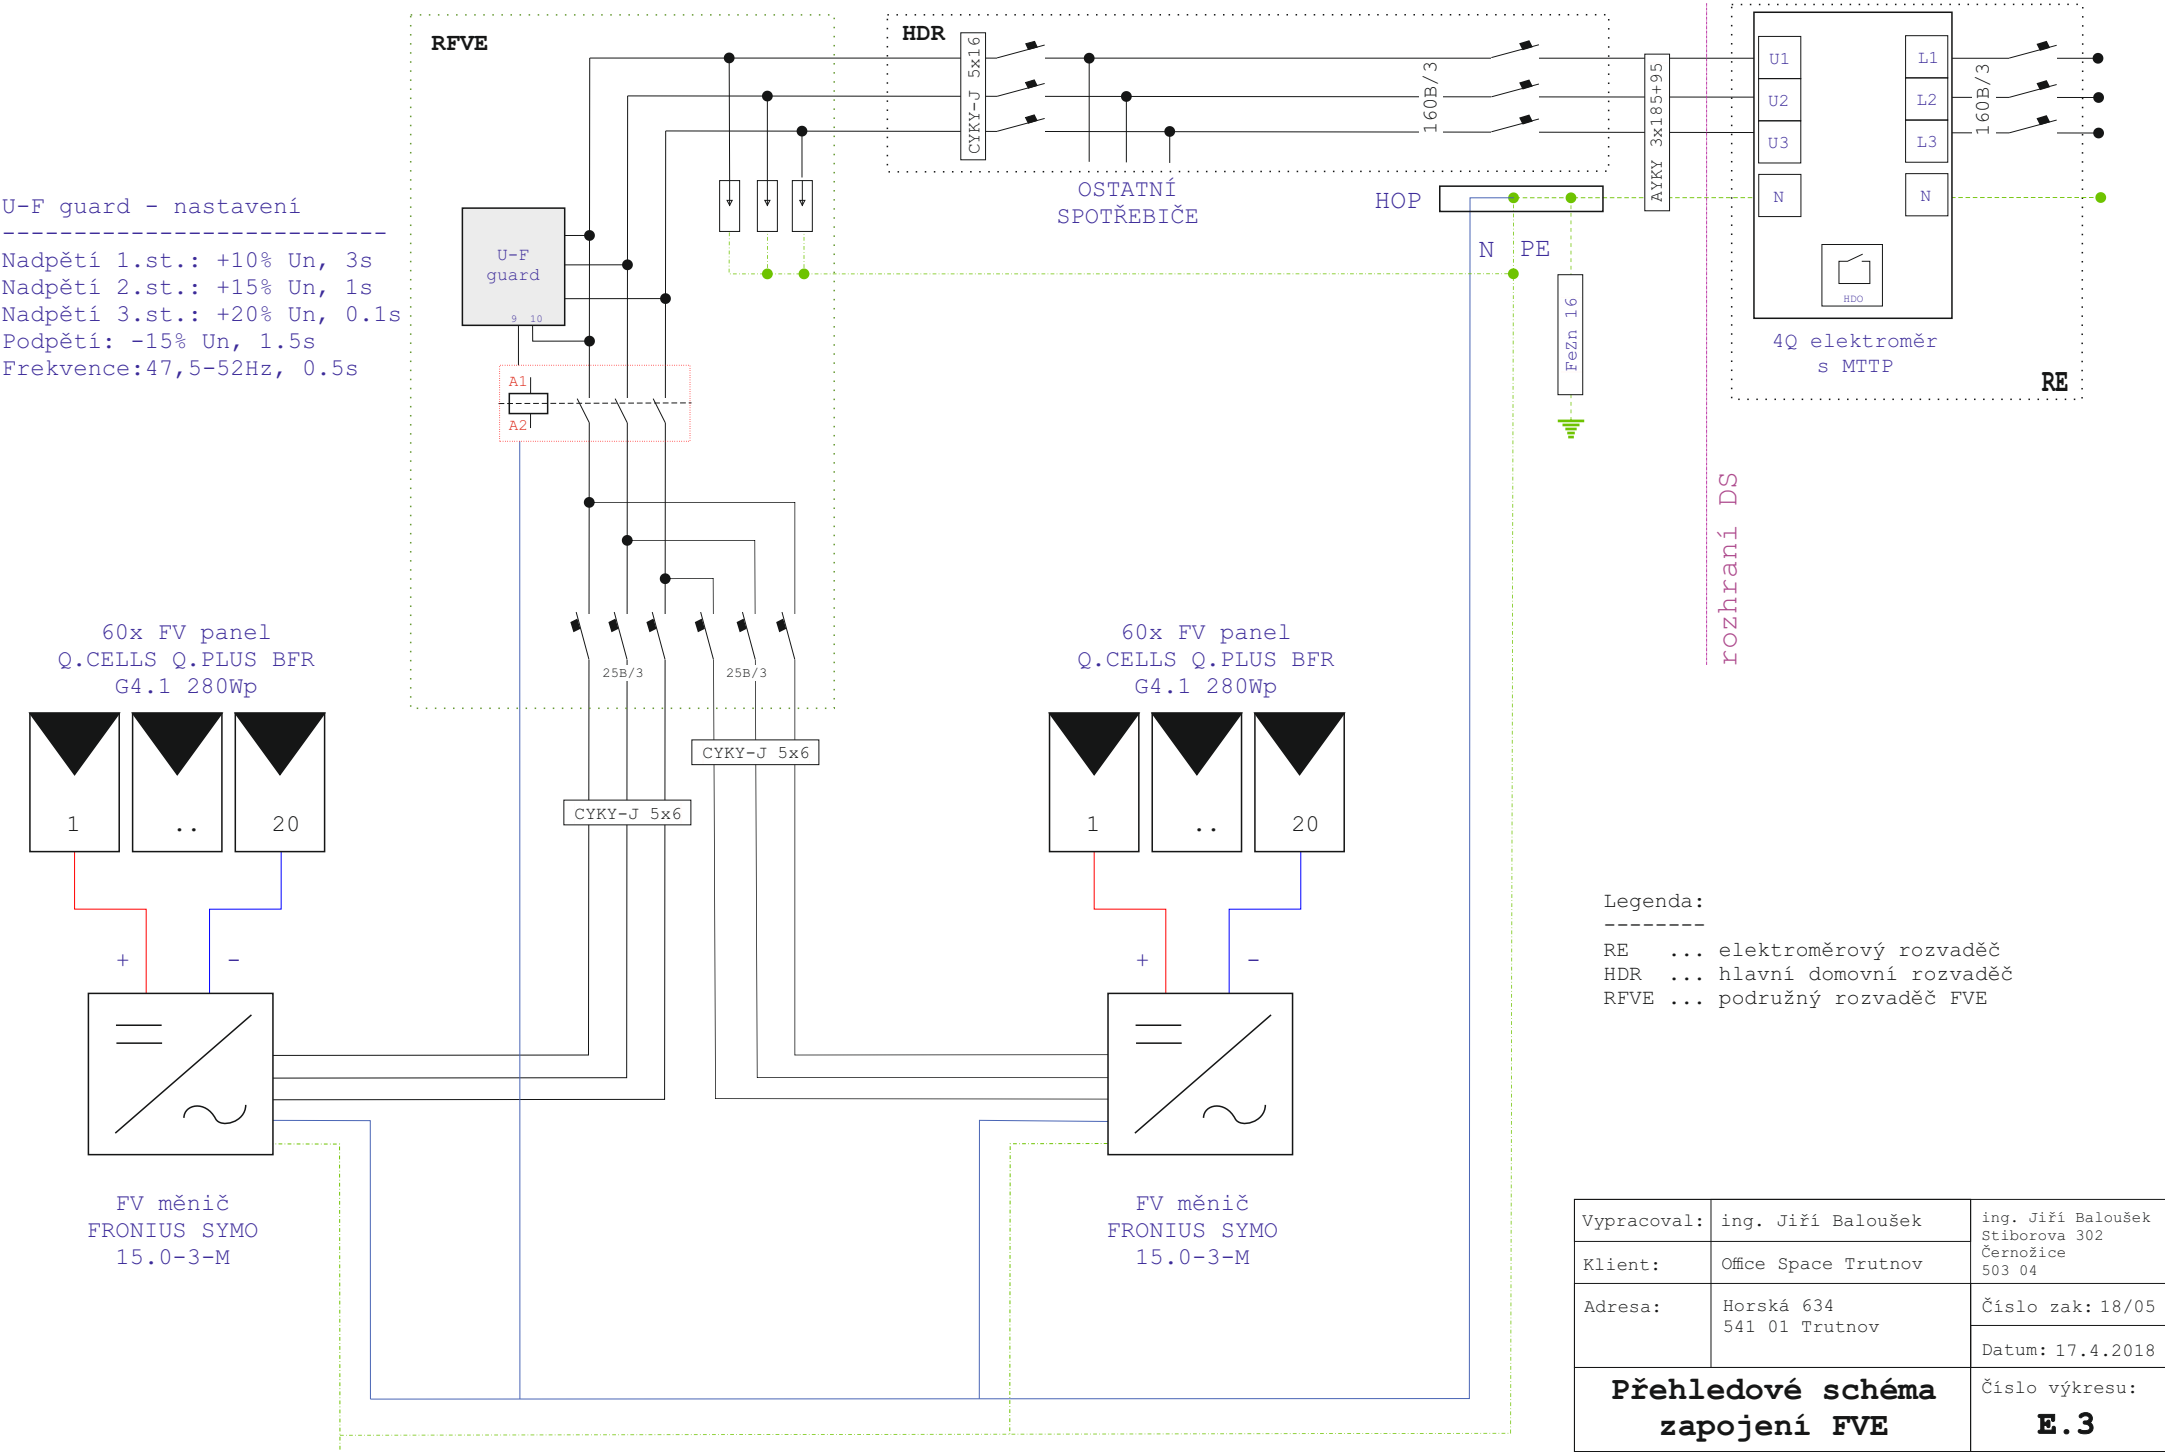 RFVE
HDR
CYKY-J 5x16
160B/3
AYKY 3x185+95
U1
U2
U3
N
L1
L2
L3
N
160B/3
HDO
4Q elektroměr
s MTTP
RE
OSTATNÍ
SPOTŘEBIČE
HOP
N PE
FeZn 16
rozhraní DS
U-F guard - nastavení
---------------------------
Nadpětí 1.st.: +10% Un, 3s
Nadpětí 2.st.: +15% Un, 1s
Nadpětí 3.st.: +20% Un, 0.1s
Podpětí: -15% Un, 1.5s
Frekvence:47,5-52Hz, 0.5s
U-F
guard
9 10
A1
A2
25B/3
25B/3
CYKY-J 5x6
CYKY-J 5x6
60x FV panel
Q.CELLS Q.PLUS BFR
G4.1 280Wp
1
..
20
+ -
FV měnič
FRONIUS SYMO
15.0-3-M
60x FV panel
Q.CELLS Q.PLUS BFR
G4.1 280Wp
1
..
20
+ -
FV měnič
FRONIUS SYMO
15.0-3-M
Legenda:
--------
RE ... elektroměrový rozvaděč
HDR ... hlavní domovní rozvaděč
RFVE ... podružný rozvaděč FVE
Vypracoval: ing. Jiří Baloušek
Klient: Office Space Trutnov
Adresa: Horská 634
541 01 Trutnov
ing. Jiří Baloušek
Stiborova 302
Černožice
503 04
Číslo zak: 18/05
Datum: 17.4.2018
Přehledové schéma
zapojení FVE
Číslo výkresu:
E.3